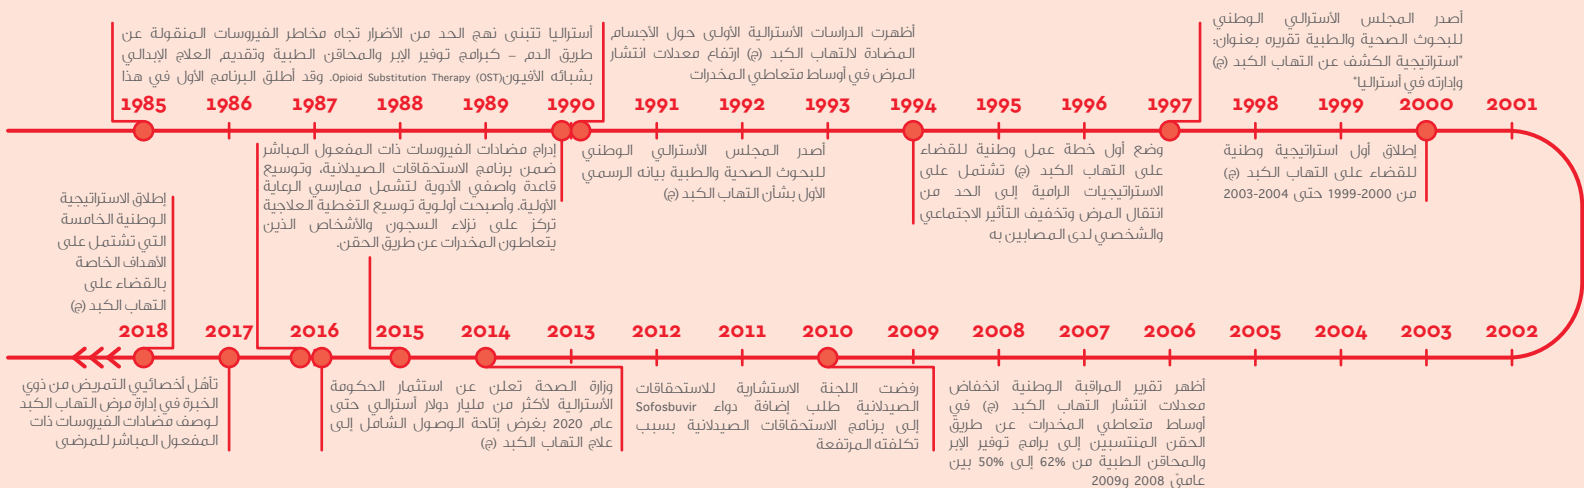 أستراليا تتبنى نهج الحد من الأضرار تجاه مخاطر الفيروسات المنقولة عن
طريق الدم – كبرامج توفير الإبر والمحاقن الطبية وتقديم العلاج الإبدالي
بشبائه الأفيون(Opioid Substitution Therapy (OST. وقد أطلق البرنامج الأول في هذا
أظهرت الدراسات الأسترالية الأولى حول الأجسام
المضادة لالتهاب الكبد (ج) ارتفاع معدلات انتشار
المرض في أوساط متعاطي المخدرات
أصدر المجلس الأسترالي الوطني
للبحوث الصحية والطبية تقريره بعنوان:
"استراتيجية الكشف عن التهاب الكبد (ج)
وإدارته في أستراليا"
1985 1986 1987 1988 1989 1990 1991 1992 1993 1994 1995 1996 1997 1998 1999 2000 2001
أصدر المجلس الأسترالي الوطني
للبحوث الصحية والطبية بيانه الرسمي
الأول بشأن التهاب الكبد (ج)
وضع أول خطة عمل وطنية للقضاء
على التهاب الكبد (ج) تشتمل على
الاستراتيجيات الرامية إلى الحد من
انتقال المرض وتخفيف التأثير الاجتماعي
والشخصي لدى المصابين به
إطلاق أول استراتيجية وطنية
للقضاء على التهاب الكبد (ج)
من 2000-1999 حتى 2004-2003
إدراج مضادات الفيروسات ذات المفعول المباشر
ضمن برنامج الاستحقاقات الصيدلانية، وتوسيع
قاعدة واصفي الأدوية لتشمل ممارسي الرعاية
الأولية. وأصبحت أولوية توسيع التغطية العلاجية
تركز على نزلاء السجون والأشخاص الذين
يتعاطون المخدرات عن طريق الحقن.
إطلاق الاستراتيجية
الوطنية الخامسة
التي تشتمل على
الأهداف الخاصة
بالقضاء على
التهاب الكبد (ج)
2018 2017 2016 2015 2014 2013 2012 2011 2010 2009 2008 2007 2006 2005 2004 2003 2002
أظهر تقرير المراقبة الوطنية انخفاض
معدلات انتشار التهاب الكبد (ج) في
أوساط متعاطي المخدرات عن طريق
الحقن المنتسبين إلى برامج توفير الإبر
والمحاقن الطبية من 62% إلى 50% بين
عاميّ 2008 و2009
رفضت اللجنة الاستشارية للاستحقاقات
الصيدلانية طلب إضافة دواء Sofosbuvir
إلى برنامج الاستحقاقات الصيدلانية بسبب
تكلفته المرتفعة
وزارة الصحة تعلن عن استثمار الحكومة
الأسترالية لأكثر من مليار دولار أسترالي حتى
عام 2020 بغرض إتاحة الوصول الشامل إلى
علاج التهاب الكبد (ج)
تأهُل أخصائيي التمريض من ذوي
الخبرة في إدارة مرض التهاب الكبد
لوصف مضادات الفيروسات ذات
المفعول المباشر للمرضى